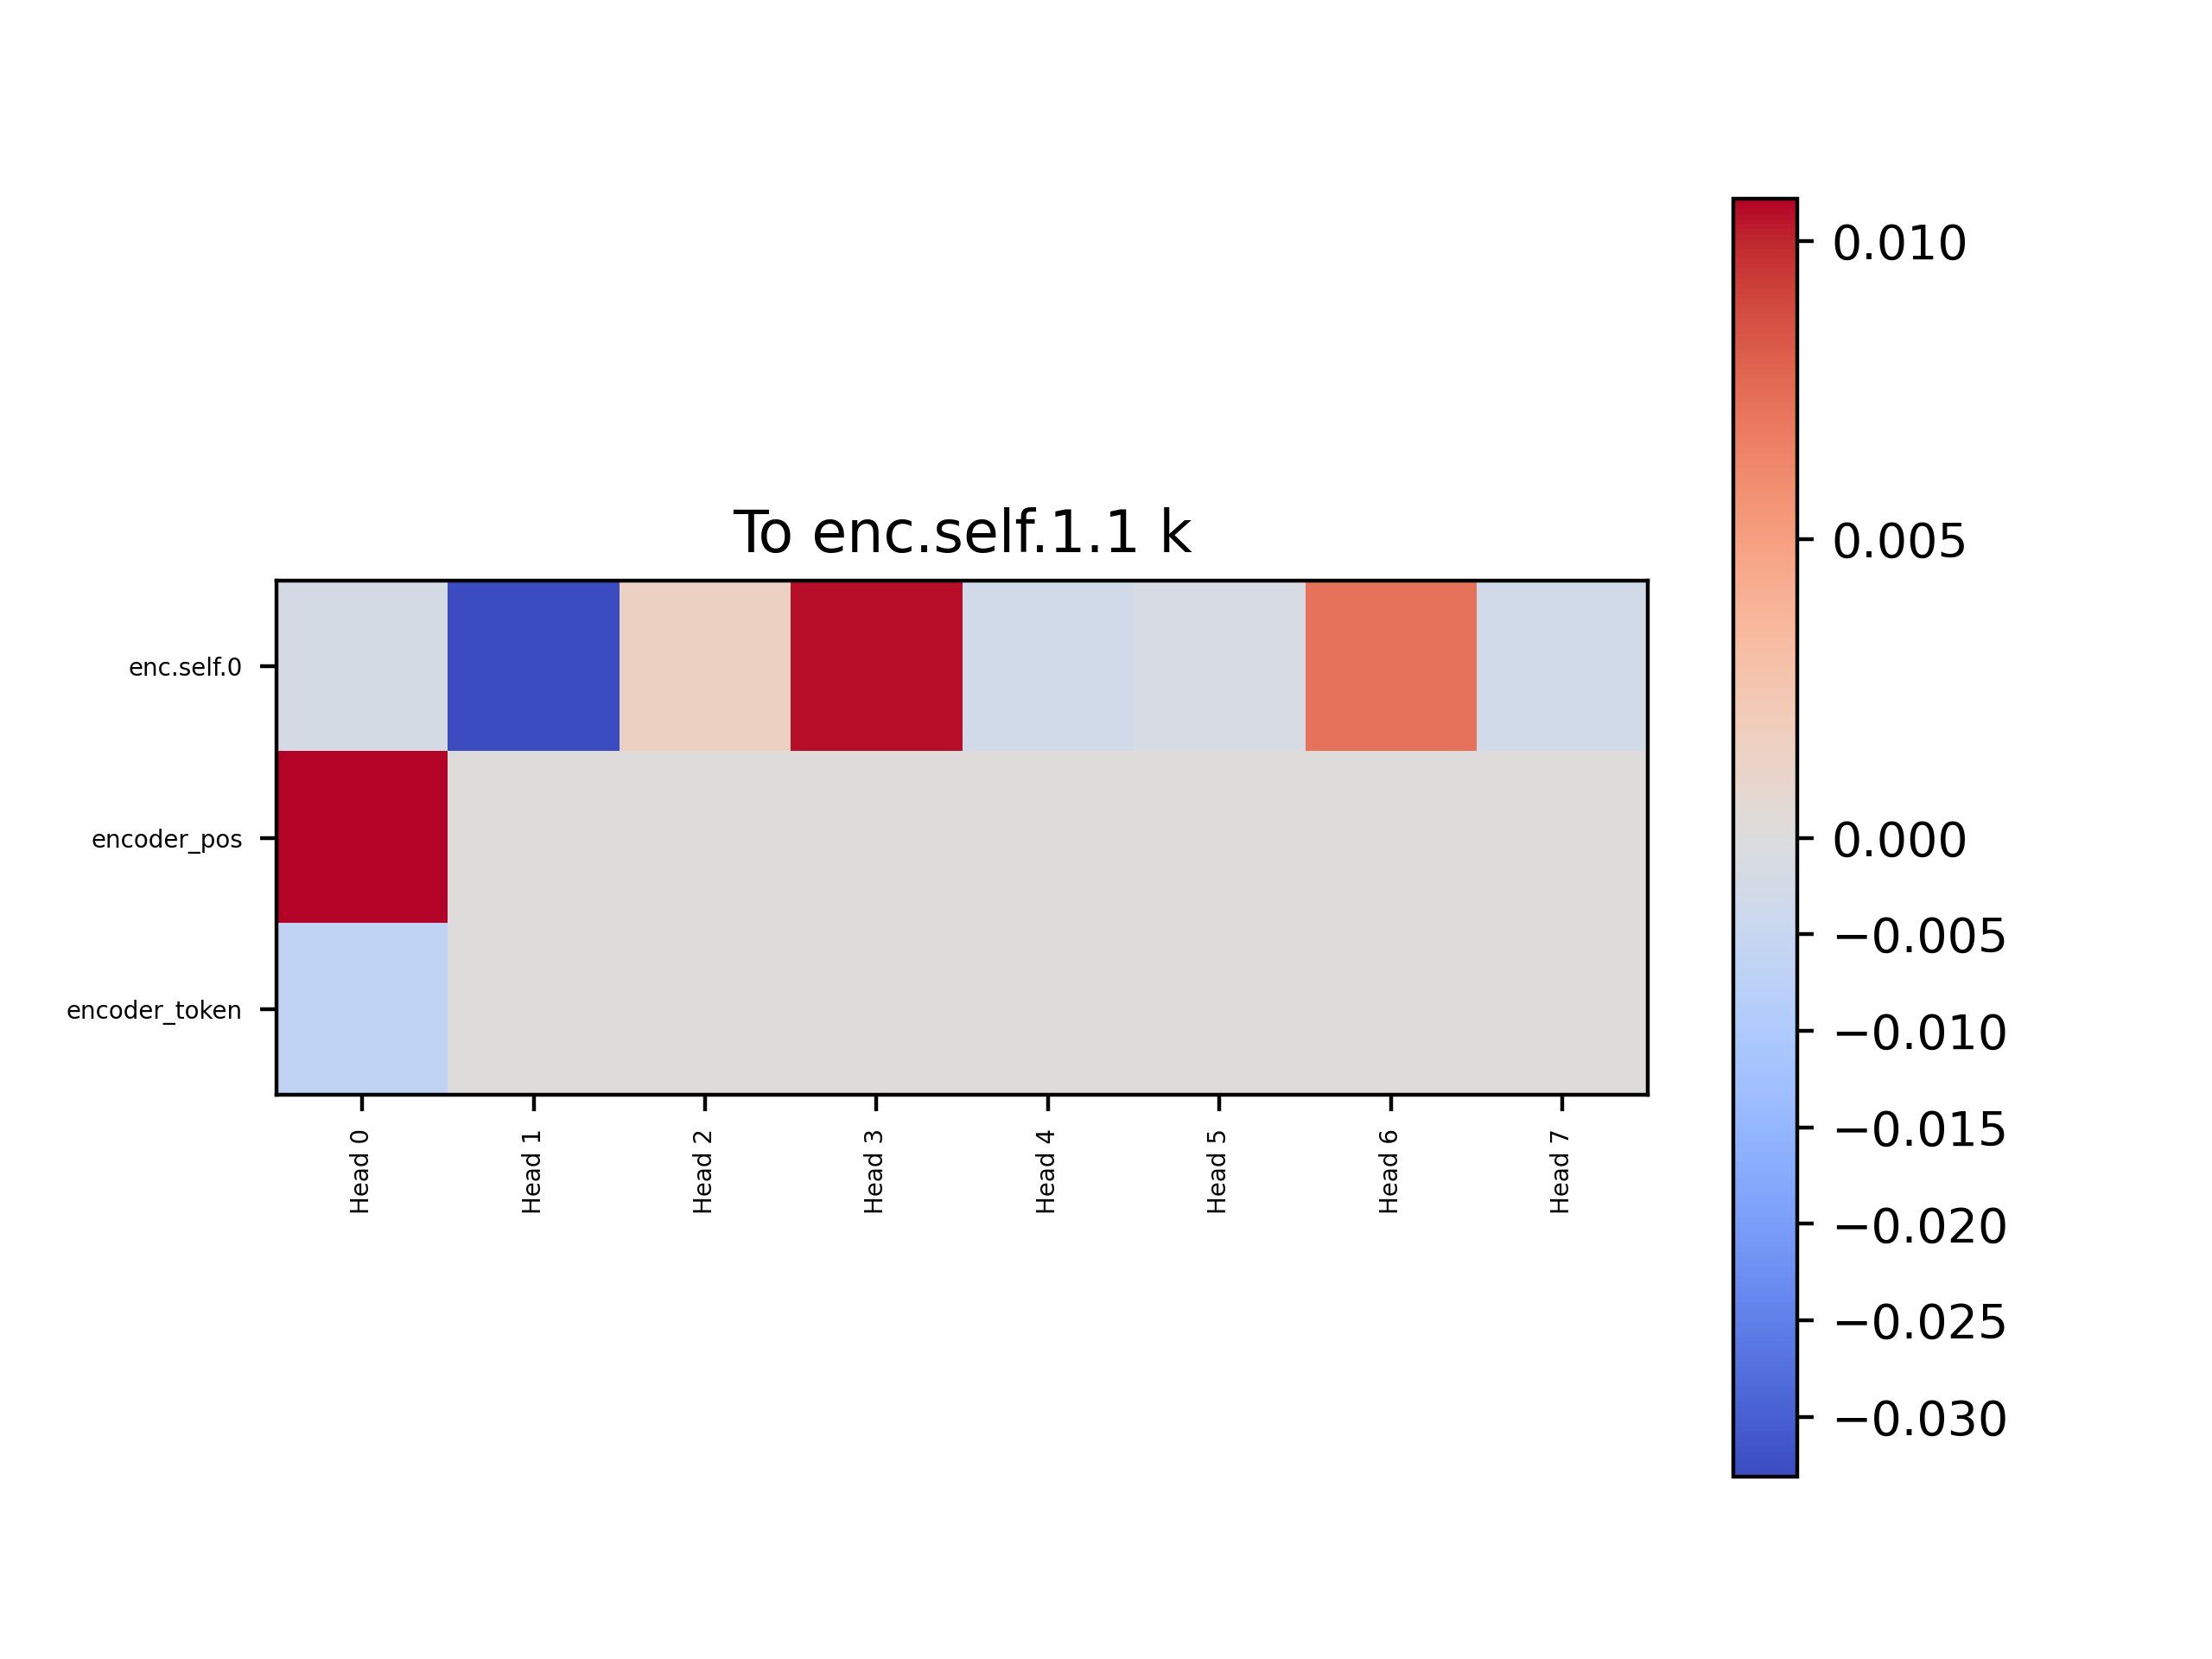 To enc.self.1.1 k
enc.self.0
encoder_pos
encoder_token
Head 0
Head 1
Head 2
Head 3
Head 4
Head 5
Head 6
Head 7
0.010
0.005
0.000
−0.005
−0.010
−0.015
−0.020
−0.025
−0.030